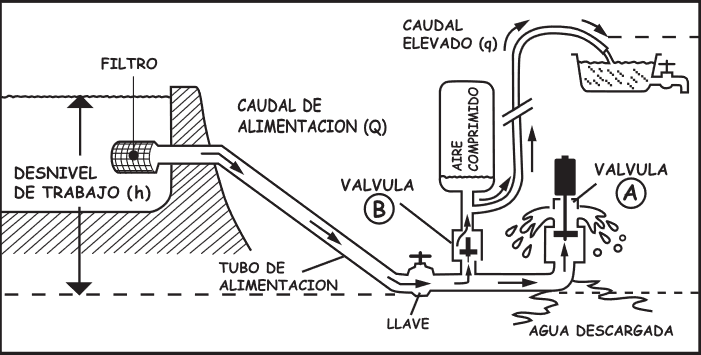 CAUDAL
ELEVADO (q)
FILTRO
CAUDAL DE
ALIMENTACION (Q)
AIRE
COMPRIMIDO
DESNIVEL
DE TRABAJO (h)
VALVULA
B
VALVULA
A
TUBO DE
ALIMENTACION
LLAVE
AGUA DESCARGADA